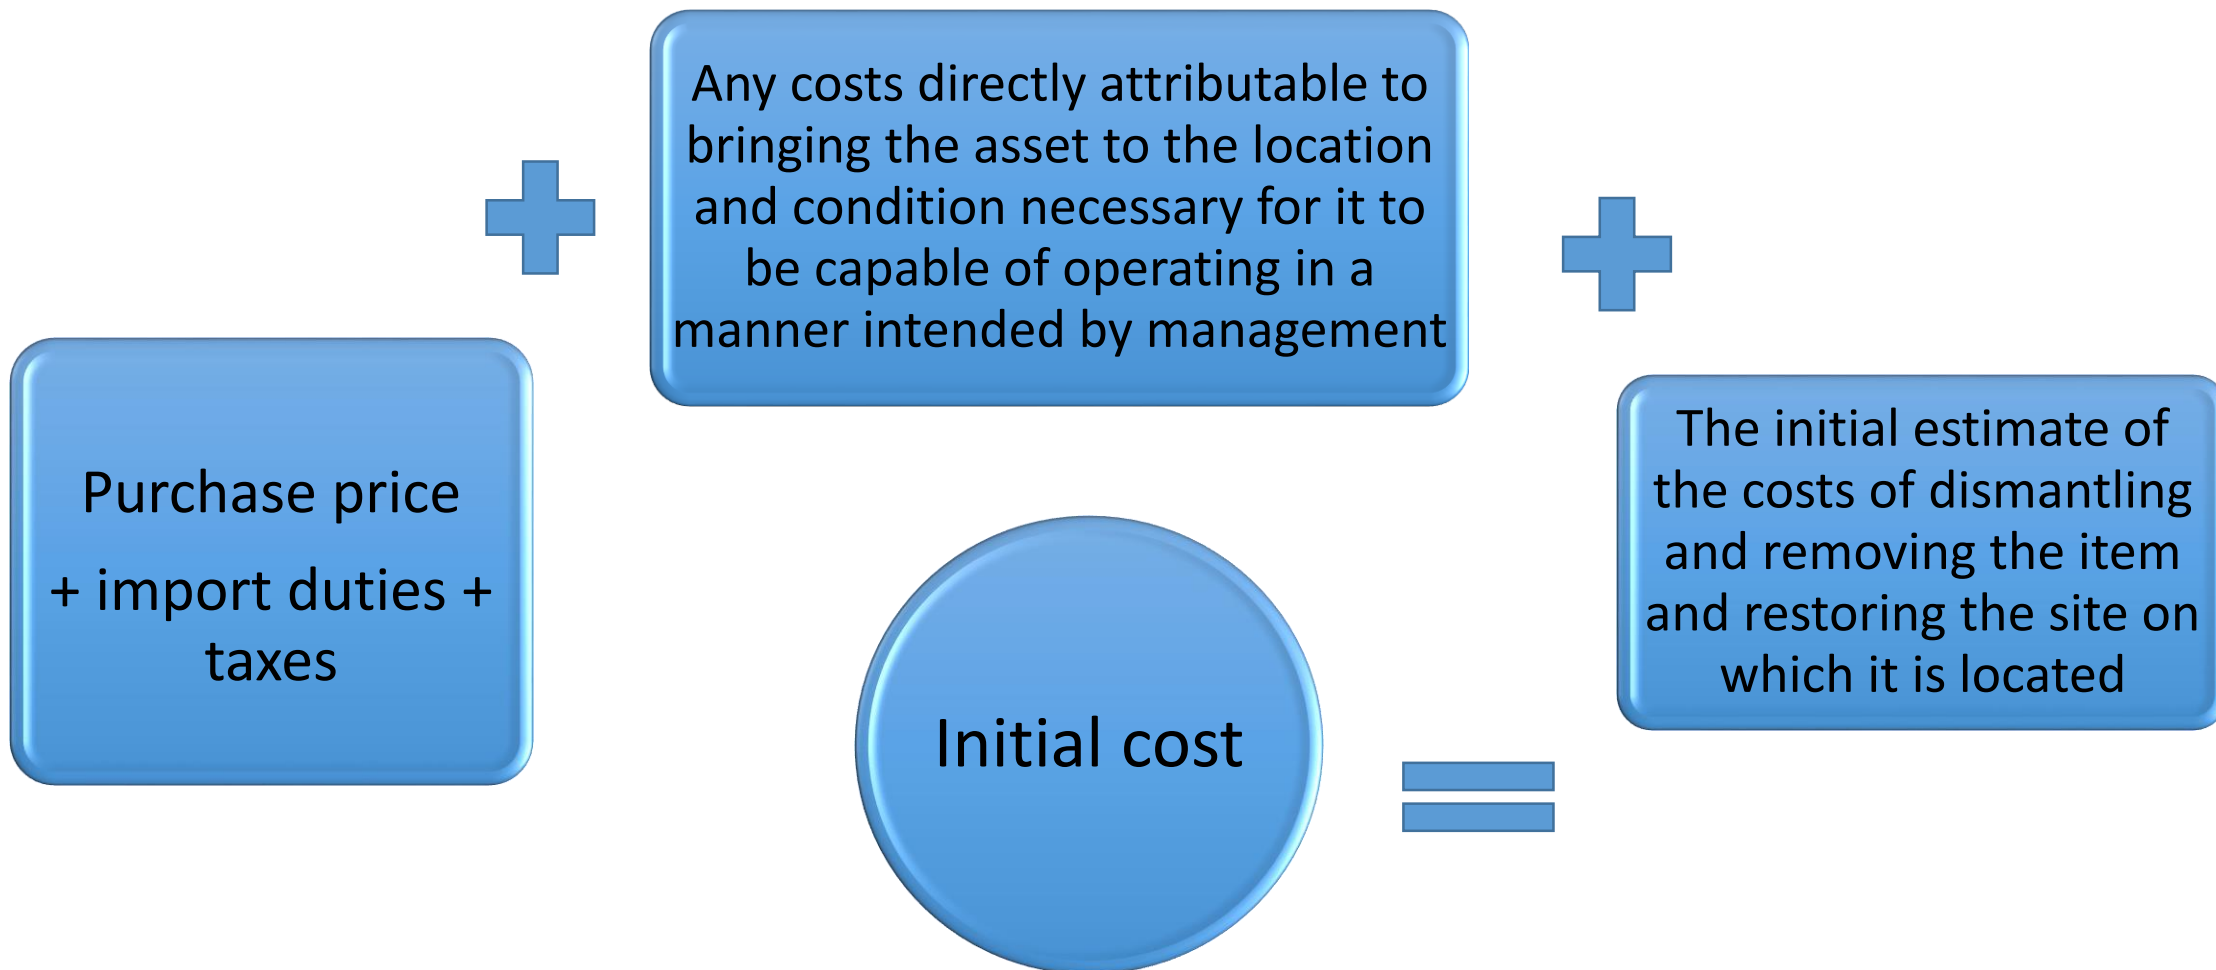 Purchase price
+ import duties +
taxes
Any costs directly attributable to
bringing the asset to the location
and condition necessary for it to
be capable of operating in a
manner intended by management
The initial estimate of
the costs of dismantling
and removing the item
and restoring the site on
which it is located
Initial cost